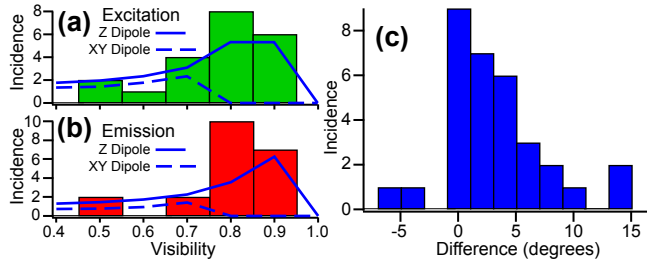 (a) Excitation
Z Dipole
XY Dipole
Incidence
8
6
4
2
0
(b) Emission
Z Dipole
XY Dipole
Incidence
10
8
6
4
2
0
0.4 0.5 0.6 0.7 0.8 0.9 1.0
Visibility
(c)
Incidence
8
6
4
2
0
-5 0 5 10 15
Difference (degrees)